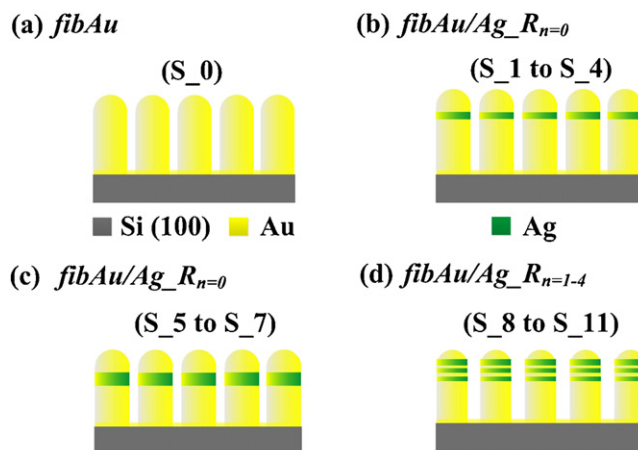 (a) fibAu
(S_0)
(b) fibAu/Ag_Rn=0
(S_1 to S_4)
Si (100) Au
Ag
(c) fibAu/Ag_Rn=0
(S_5 to S_7)
(d) fibAu/Ag_Rn=1-4
(S_8 to S_11)